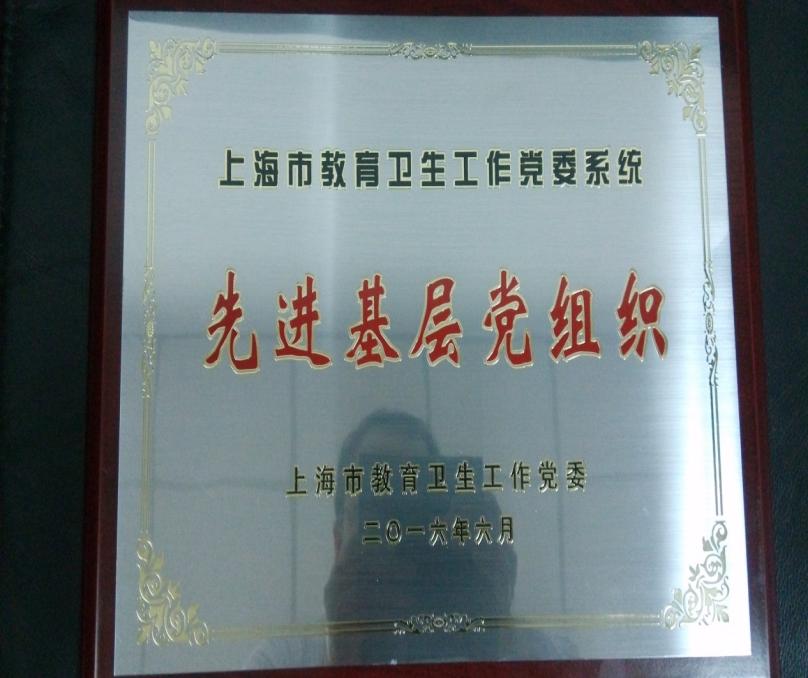 上海市教育卫生工作党委系统
先进基层党组织
上海市教育卫生工作党委
二〇一六年六月